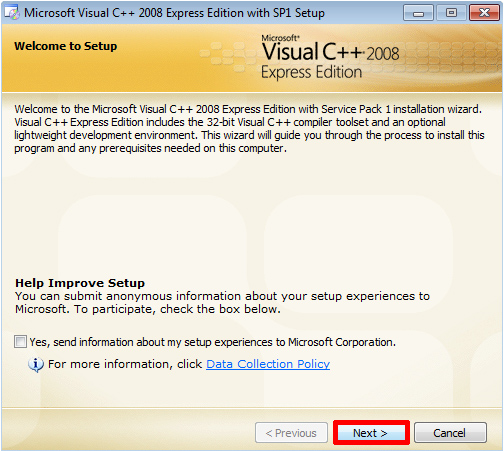 Microsoft Visual C++ 2008 Express Edition with SP1 Setup
Welcome to Setup
Microsoft®
Visual C++ 2008
Express Edition
Welcome to the Microsoft Visual C++ 2008 Express Edition with Service Pack 1 installation wizard.
Visual C++ Express Edition includes the 32-bit Visual C++ compiler toolset and an optional
lightweight development environment. This wizard will guide you through the process to install this
program and any prerequisites needed on this computer.
Help Improve Setup
You can submit anonymous information about your setup experiences to
Microsoft. To participate, check the box below.
Yes, send information about my setup experiences to Microsoft Corporation.
For more information, click Data Collection Policy
< Previous Next > Cancel